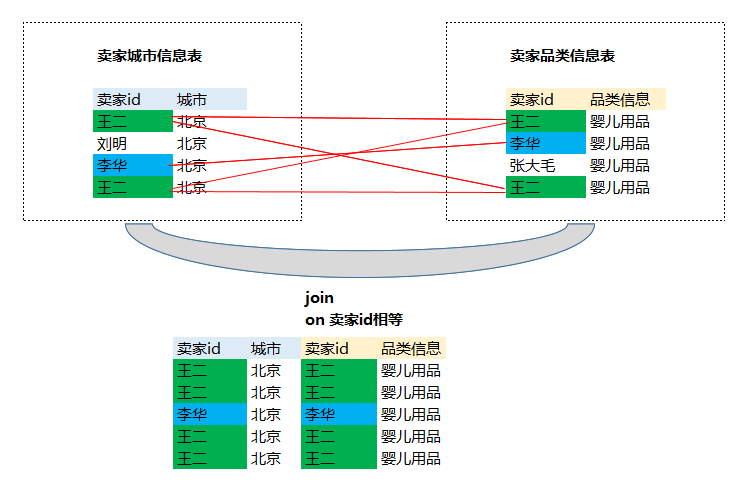 卖家城市信息表
卖家id 城市
王二 北京
刘明 北京
李华 北京
王二 北京
卖家品类信息表
卖家id 品类信息
王二 婴儿用品
李华 婴儿用品
张大毛 婴儿用品
王二 婴儿用品
join
on 卖家id相等
卖家id 城市 卖家id 品类信息
王二 北京 王二 婴儿用品
王二 北京 王二 婴儿用品
李华 北京 李华 婴儿用品
王二 北京 王二 婴儿用品
王二 北京 王二 婴儿用品